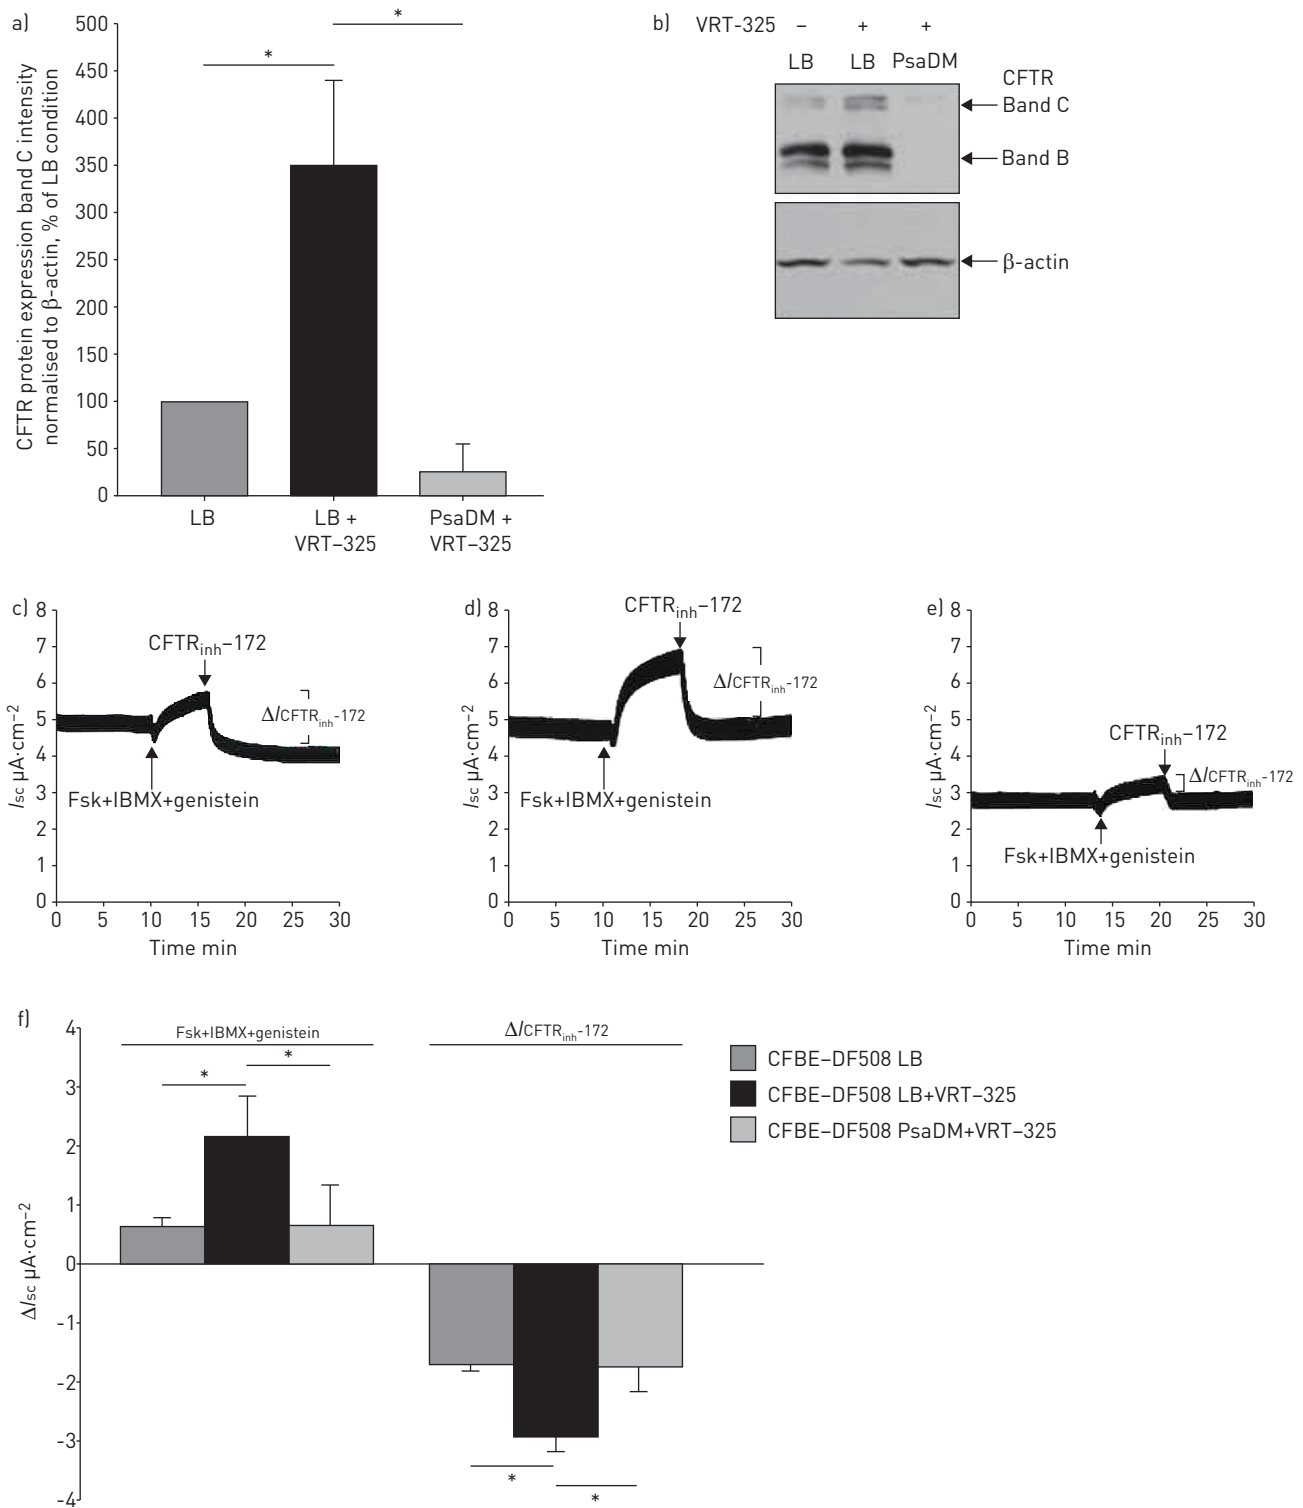 a)
500
450
400
350
300
250
200
150
100
50
0
CFTR protein expression band C intensity
normalised to β-actin, % of LB condition
*
*
LB
LB +
VRT–325
PsaDM +
VRT–325
b)
VRT-325 – + +
LB LB PsaDM
CFTR
Band C
Band B
β-actin
c)
8
7
6
5
4
3
2
1
0
Isc µA·cm–2
CFTRinh–172
ΔICFTRinh-172
Fsk+IBMX+genistein
0 5 10 15 20 25 30
Time min
d)
8
7
6
5
4
3
2
1
0
Isc µA·cm–2
CFTRinh–172
ΔICFTRinh-172
Fsk+IBMX+genistein
0 5 10 15 20 25 30
Time min
e)
8
7
6
5
4
3
2
1
0
Isc µA·cm–2
CFTRinh–172
ΔICFTRinh-172
Fsk+IBMX+genistein
0 5 10 15 20 25 30
Time min
f)
4
3
2
1
0
-1
-2
-3
-4
ΔIsc µA·cm–2
Fsk+IBMX+genistein
*
*
ΔICFTRinh-172
*
*
CFBE–DF508 LB
CFBE–DF508 LB+VRT–325
CFBE–DF508 PsaDM+VRT–325